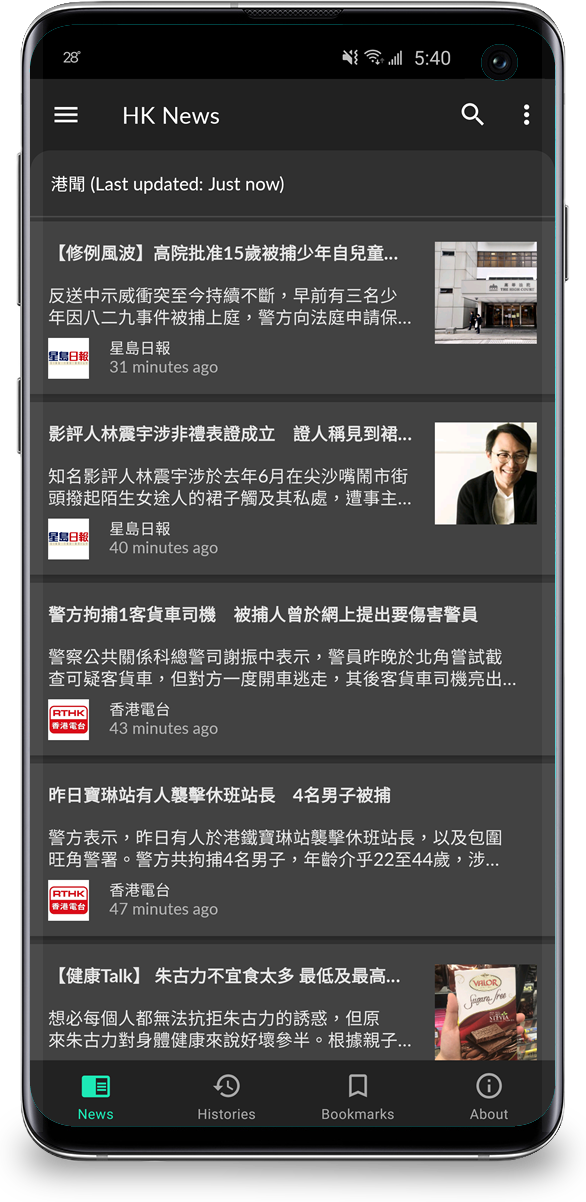 28°
5:40
HK News
港聞 (Last updated: Just now)
【修例風波】高院批准15歲被捕少年自兒童...
反送中示威衝突至今持續不斷，早前有三名少
年因八二九事件被捕上庭，警方向法庭申請保...
THE HIGH COURT
星島日報
星島日報
31 minutes ago
影評人林震宇涉非禮表證成立　證人稱見到裙...
知名影評人林震宇涉於去年6月在尖沙嘴鬧市街
頭撥起陌生女途人的裙子觸及其私處，遭事主...
星島日報
星島日報
40 minutes ago
警方拘捕1客貨車司機　被捕人曾於網上提出要傷害警員
警察公共關係科總警司謝振中表示，警員昨晚於北角嘗試截
查可疑客貨車，但對方一度開車逃走，其後客貨車司機亮出...
RTHK
香港電台
香港電台
43 minutes ago
昨日寶琳站有人襲擊休班站長　4名男子被捕
警方表示，昨日有人於港鐵寶琳站襲擊休班站長，以及包圍
旺角警署。警方共拘捕4名男子，年齡介乎22至44歲，涉...
RTHK
香港電台
香港電台
47 minutes ago
【健康Talk】 朱古力不宜食太多 最低及最高...
想必每個人都無法抗拒朱古力的誘惑，但原
來朱古力對身體健康來說好壞參半。根據親子...
VALOR
Sugars free
News
Histories
Bookmarks
About